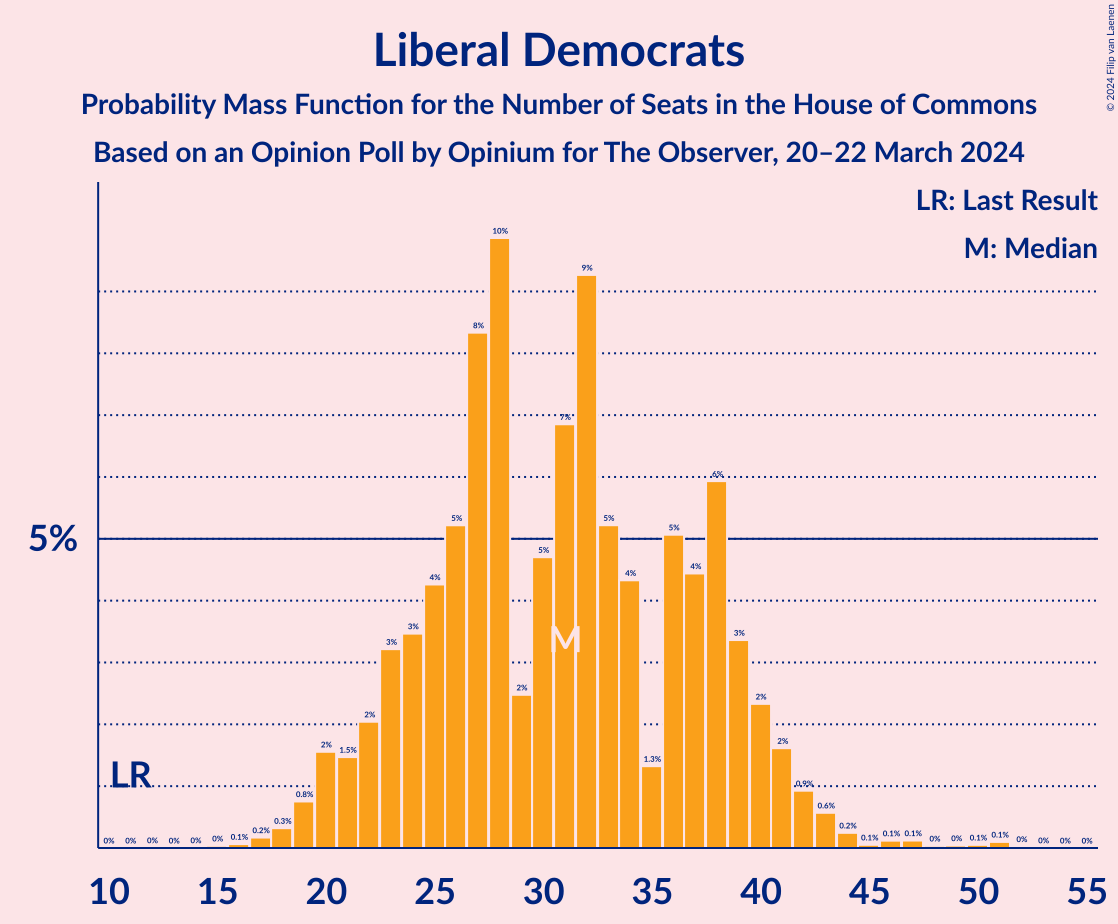 Liberal Democrats
Probability Mass Function for the Number of Seats in the House of Commons
Based on an Opinion Poll by Opinium for The Observer, 20–22 March 2024
© 2024 Filip van Laenen
LR: Last Result
M: Median
5%
LR
M
0% 0% 0% 0% 0% 0% 0.1% 0.2% 0.3% 0.8% 2% 1.5% 2% 3% 3% 4% 5% 8% 10% 2% 5% 7% 9% 5% 4% 1.3% 5% 4% 6% 3% 2% 2% 0.9% 0.6% 0.2% 0.1% 0.1% 0.1% 0% 0% 0.1% 0.1% 0% 0% 0% 0%
10 15 20 25 30 35 40 45 50 55